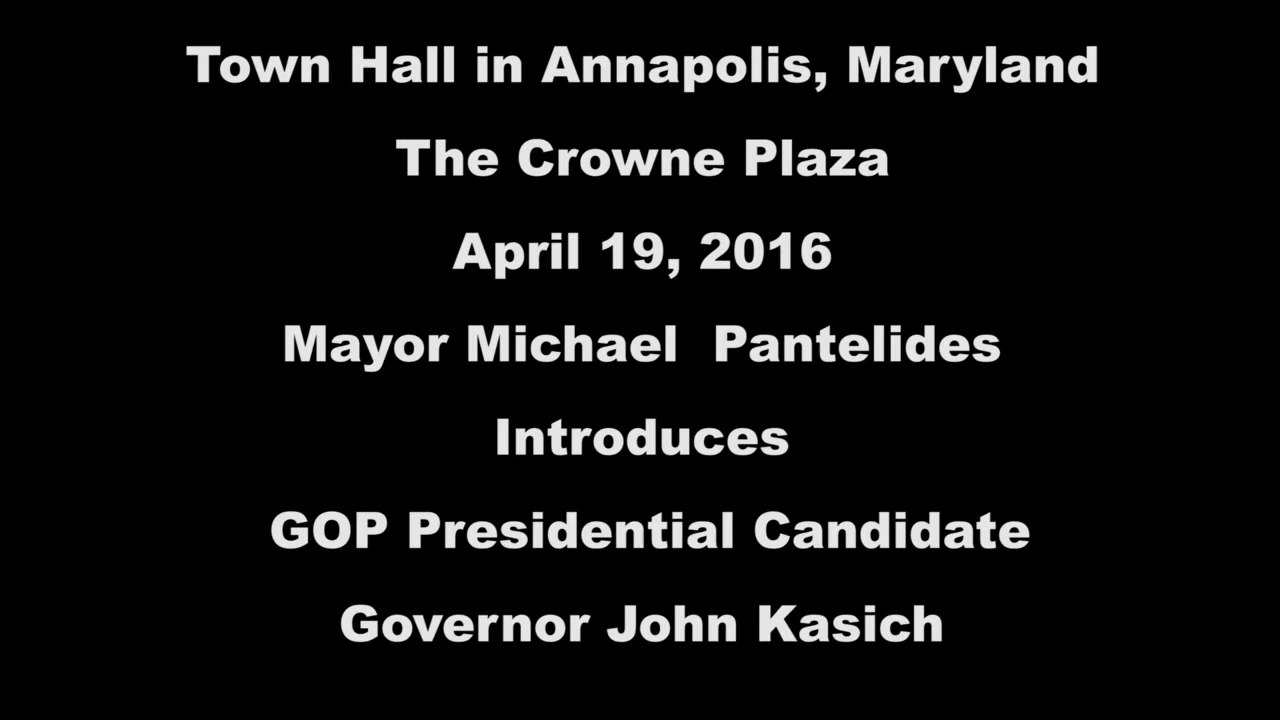 Town Hall in Annapolis, Maryland
The Crowne Plaza
April 19, 2016
Mayor Michael  Pantelides
Introduces
GOP Presidential Candidate
Governor John Kasich